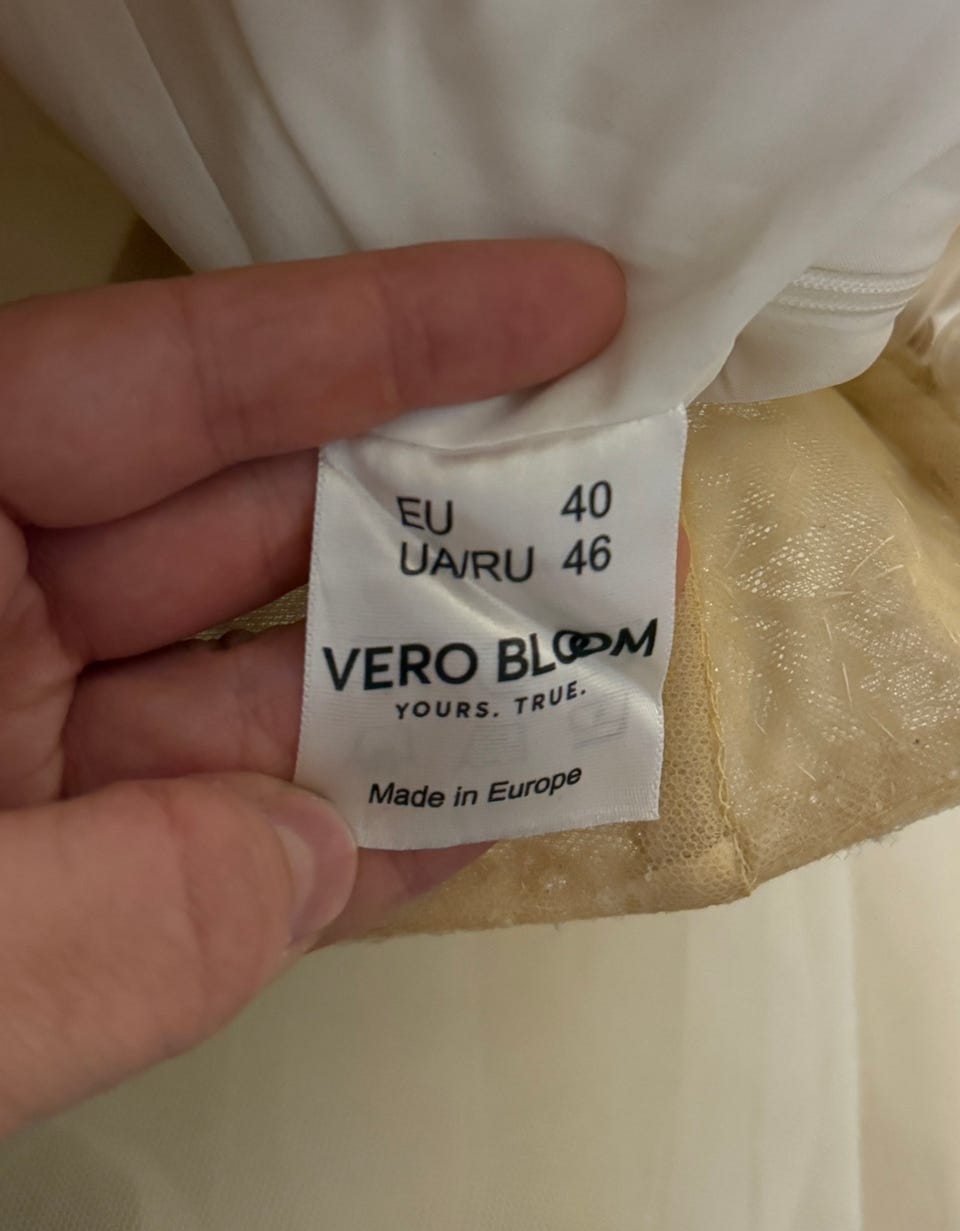 EU 40
UA/RU 46
VERO BLOOM
YOURS. TRUE.
Made in Europe